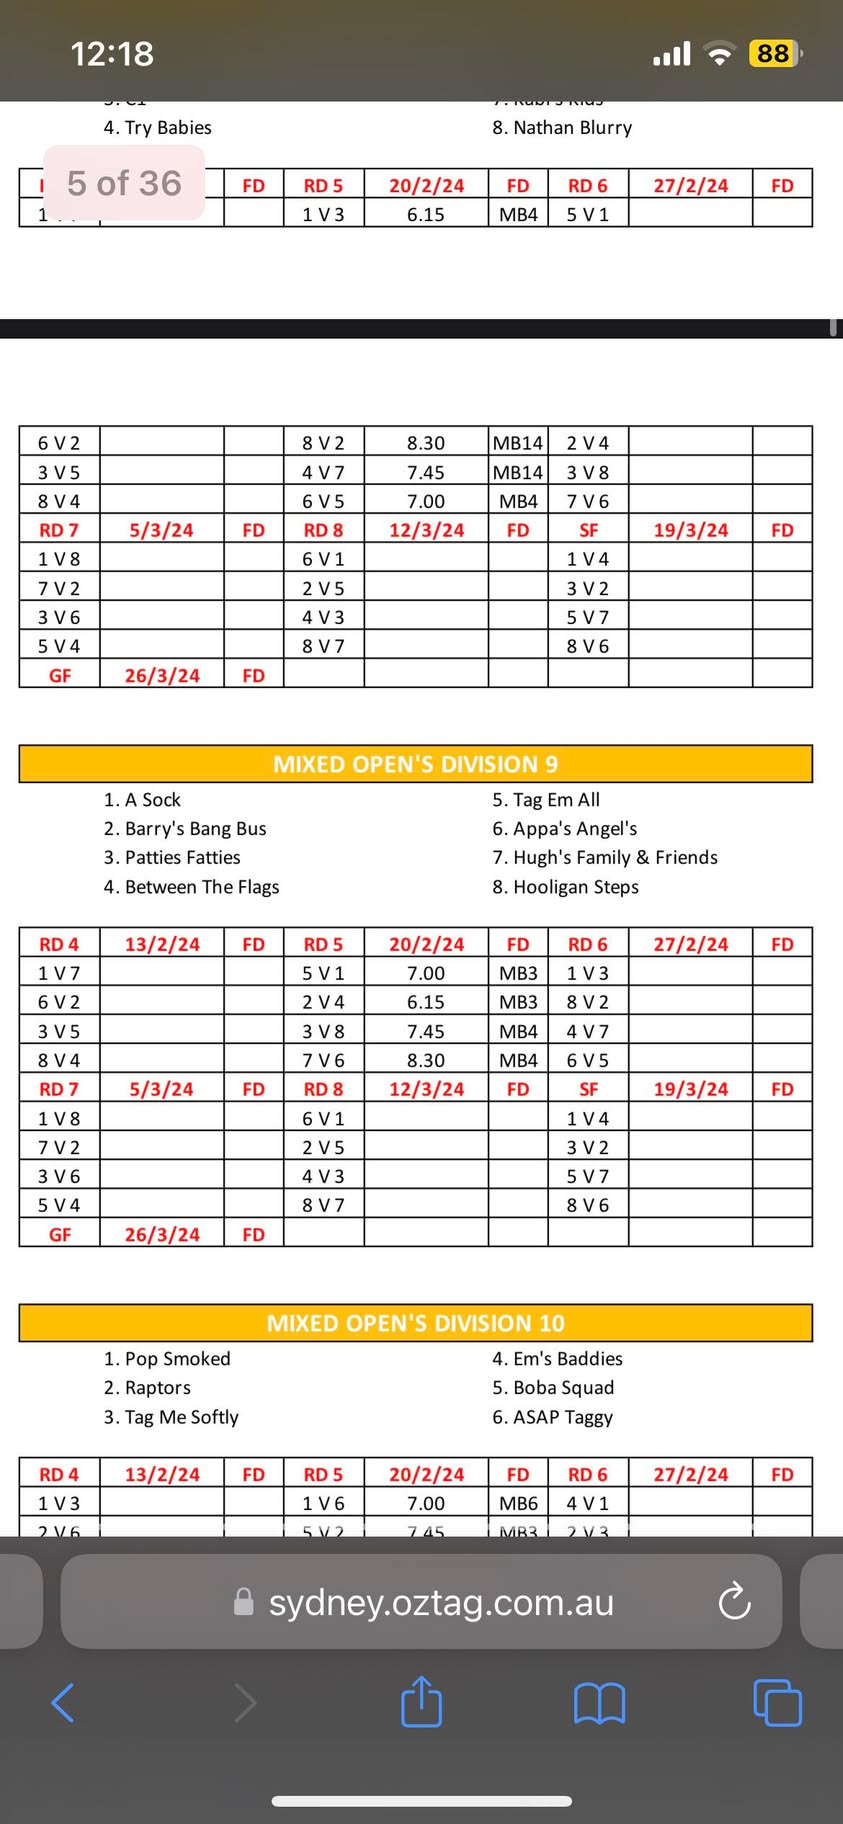 12:18 88
4. Try Babies 8. Nathan Blurry
5 of 36
FD RD 5 20/2/24 FD RD 6 27/2/24 FD
1 V 3 6.15 MB4 5 V 1
6 V 2 8 V 2 8.30 MB14 2 V 4
3 V 5 4 V 7 7.45 MB14 3 V 8
8 V 4 6 V 5 7.00 MB4 7 V 6
RD 7 5/3/24 FD RD 8 12/3/24 FD SF 19/3/24 FD
1 V 8 6 V 1 1 V 4
7 V 2 2 V 5 3 V 2
3 V 6 4 V 3 5 V 7
5 V 4 8 V 7 8 V 6
GF 26/3/24 FD
MIXED OPEN'S DIVISION 9
1. A Sock 5. Tag Em All
2. Barry's Bang Bus 6. Appa's Angel's
3. Patties Fatties 7. Hugh's Family & Friends
4. Between The Flags 8. Hooligan Steps
RD 4 13/2/24 FD RD 5 20/2/24 FD RD 6 27/2/24 FD
1 V 7 5 V 1 7.00 MB3 1 V 3
6 V 2 2 V 4 6.15 MB3 8 V 2
3 V 5 3 V 8 7.45 MB4 4 V 7
8 V 4 7 V 6 8.30 MB4 6 V 5
RD 7 5/3/24 FD RD 8 12/3/24 FD SF 19/3/24 FD
1 V 8 6 V 1 1 V 4
7 V 2 2 V 5 3 V 2
3 V 6 4 V 3 5 V 7
5 V 4 8 V 7 8 V 6
GF 26/3/24 FD
MIXED OPEN'S DIVISION 10
1. Pop Smoked 4. Em's Baddies
2. Raptors 5. Boba Squad
3. Tag Me Softly 6. ASAP Taggy
RD 4 13/2/24 FD RD 5 20/2/24 FD RD 6 27/2/24 FD
1 V 3 1 V 6 7.00 MB6 4 V 1
2 V 6 5 V 2 7.45 MB3 2 V 3
sydney.oztag.com.au